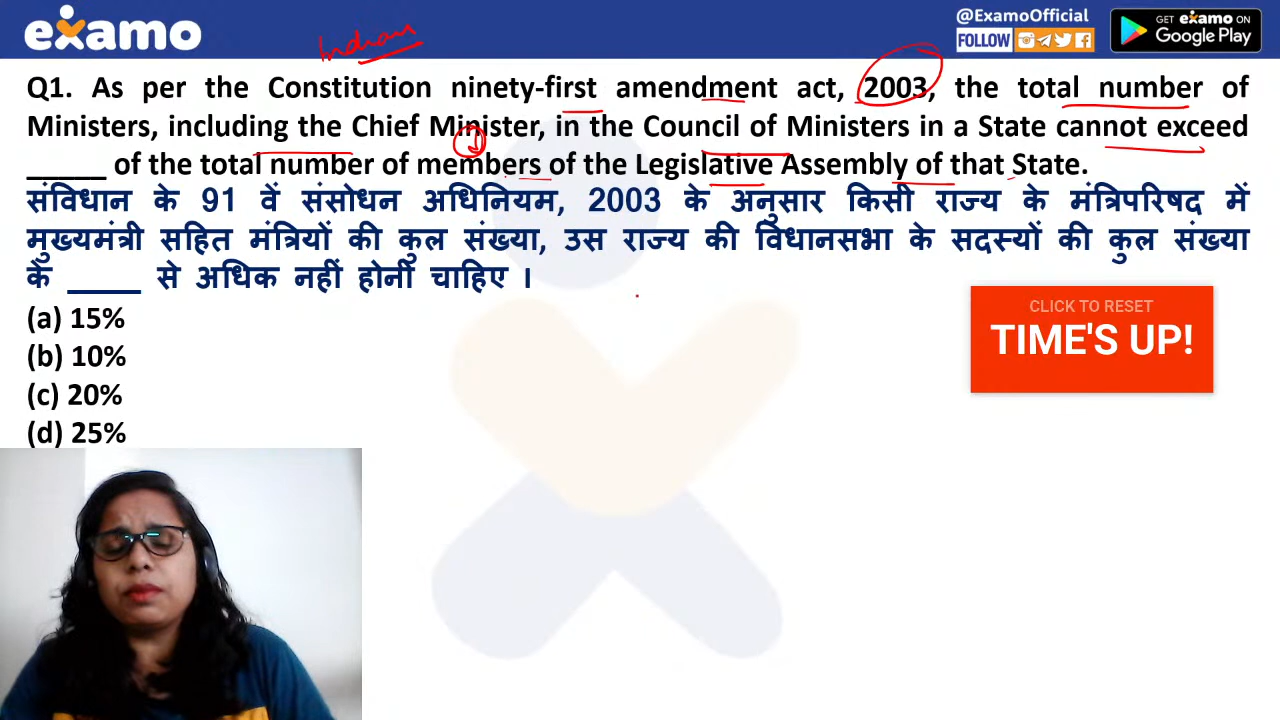 examo
@ExamoOfficial
FOLLOW
GET examo ON
Google Play
Indian
Q1. As per the Constitution ninety-first amendment act, 2003, the total number of
Ministers, including the Chief Minister, in the Council of Ministers in a State cannot exceed
_____ of the total number of members of the Legislative Assembly of that State.
संविधान के 91 वें संसोधन अधिनियम, 2003 के अनुसार किसी राज्य के मंत्रिपरिषद में
मुख्यमंत्री सहित मंत्रियों की कुल संख्या, उस राज्य की विधानसभा के सदस्यों की कुल संख्या
के _____ से अधिक नहीं होनी चाहिए ।
(a) 15%
(b) 10%
(c) 20%
(d) 25%
CLICK TO RESET
TIME'S UP!